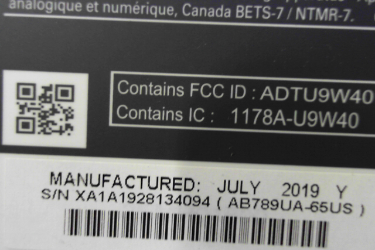 analogique et numérique, Canada BETS-7 / NTMR-7.
Contains FCC ID : ADTU9W40
Contains IC : 1178A-U9W40
MANUFACTURED: JULY 2019 Y
S/N XA1A1928134094 ( AB789UA-65US )